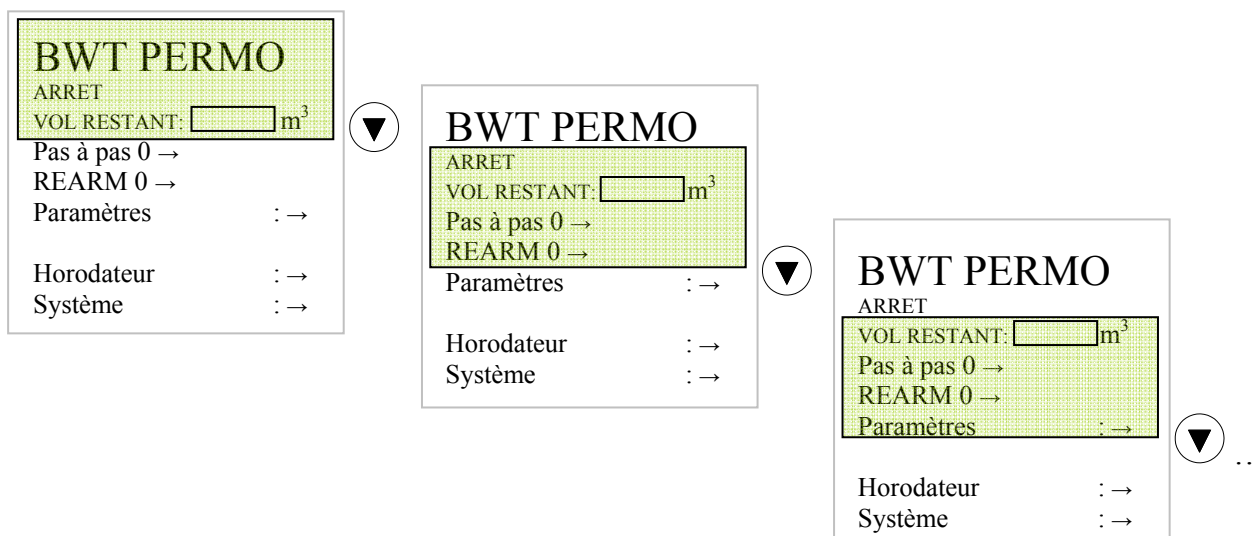 BWT PERMO
ARRET
VOL RESTANT: m³
Pas à pas 0 →
REARM 0 →
Paramètres : →
Horodateur : →
Système : →
BWT PERMO
ARRET
VOL RESTANT: m³
Pas à pas 0 →
REARM 0 →
Paramètres : →
Horodateur : →
Système : →
BWT PERMO
ARRET
VOL RESTANT: m³
Pas à pas 0 →
REARM 0 →
Paramètres : →
Horodateur : →
Système : →
..